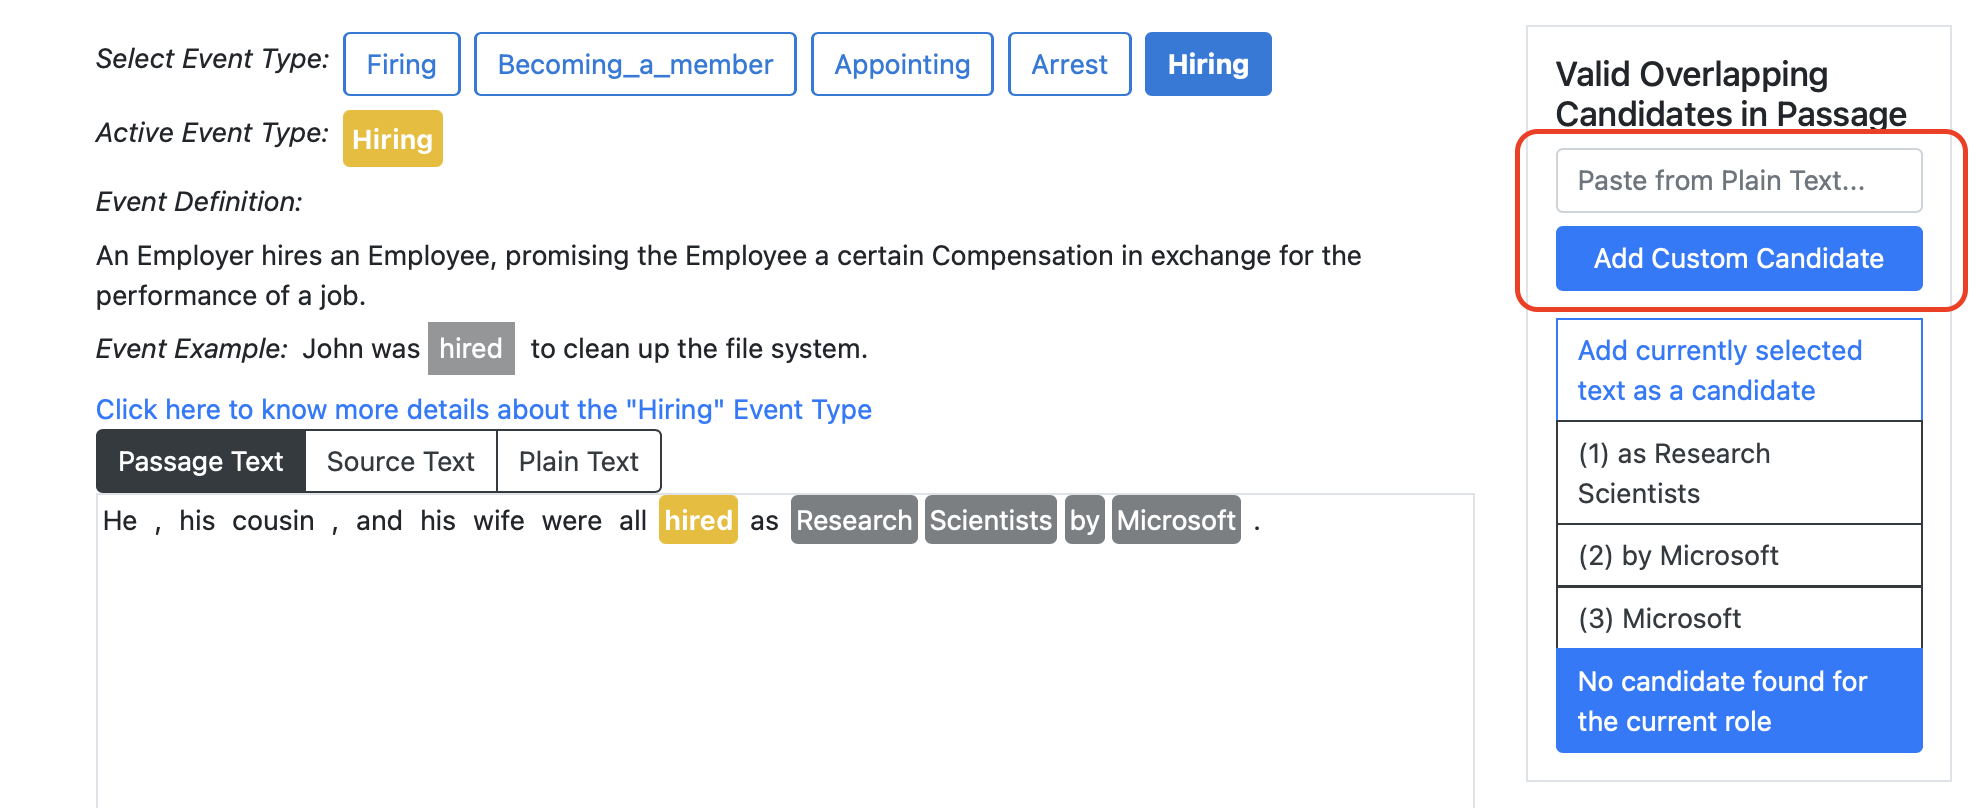 Select Event Type: Firing Becoming_a_member Appointing Arrest Hiring
Active Event Type: Hiring
Event Definition:
An Employer hires an Employee, promising the Employee a certain Compensation in exchange for the
performance of a job.
Event Example: John was hired to clean up the file system.
Click here to know more details about the "Hiring" Event Type
Passage Text Source Text Plain Text
He , his cousin , and his wife were all hired as Research Scientists by Microsoft .
Valid Overlapping
Candidates in Passage
Paste from Plain Text...
Add Custom Candidate
Add currently selected
text as a candidate
(1) as Research
Scientists
(2) by Microsoft
(3) Microsoft
No candidate found for
the current role